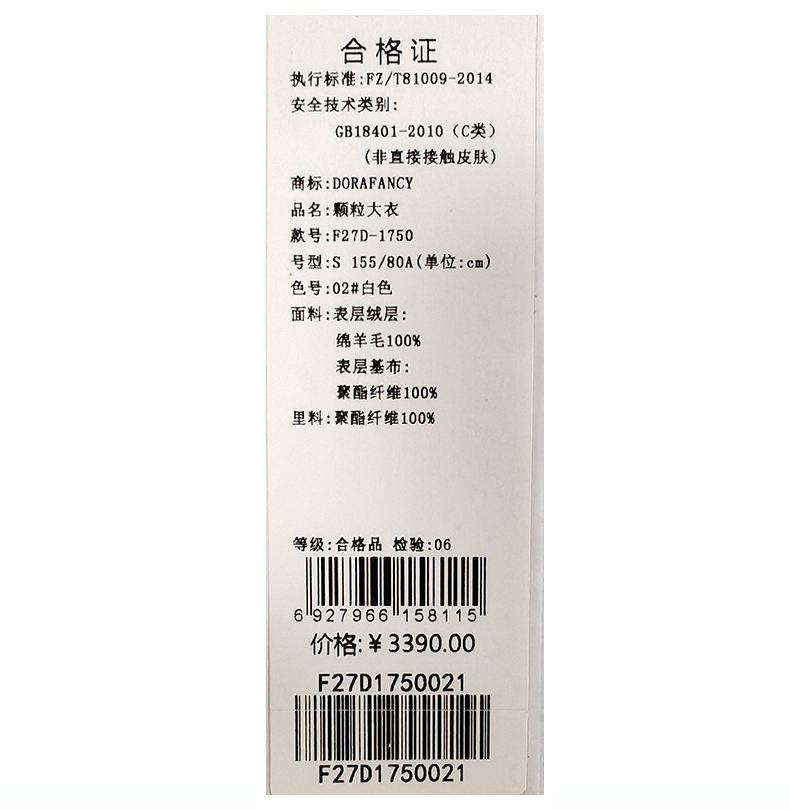 合格证
执行标准:FZ/T81009-2014
安全技术类别:
GB18401-2010（C类）
(非直接接触皮肤)
商标:DORAFANCY
品名:颗粒大衣
款号:F27D-1750
号型:S 155/80A(单位:cm)
色号:02#白色
面料:表层绒层:
绵羊毛100%
表层基布:
聚酯纤维100%
里料:聚酯纤维100%
等级:合格品 检验:06
6 927966 158115
价格:¥3390.00
F27D1750021
F27D1750021